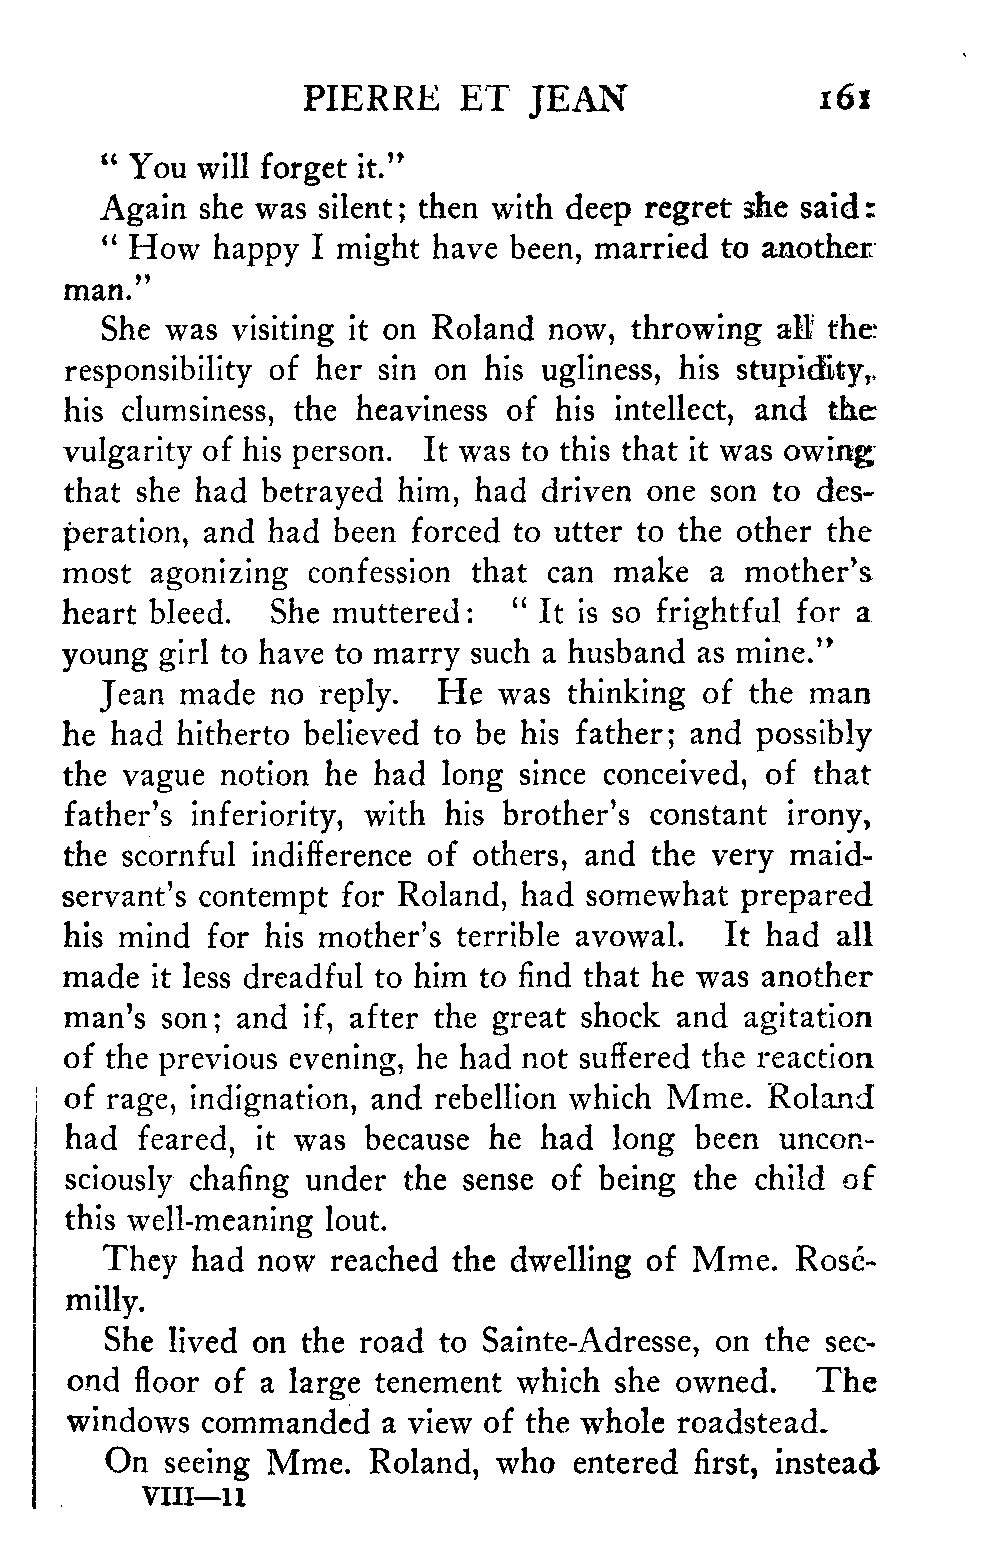 PIERRE ET JEAN 161
" You will forget it."
Again she was silent; then with deep regret she said:
" How happy I might have been, married to another
man."
She was visiting it on Roland now, throwing all the
responsibility of her sin on his ugliness, his stupidity,
his clumsiness, the heaviness of his intellect, and the
vulgarity of his person. It was to this that it was owing
that she had betrayed him, had driven one son to des-
peration, and had been forced to utter to the other the
most agonizing confession that can make a mother's
heart bleed. She muttered: " It is so frightful for a
young girl to have to marry such a husband as mine."
Jean made no reply. He was thinking of the man
he had hitherto believed to be his father; and possibly
the vague notion he had long since conceived, of that
father's inferiority, with his brother's constant irony,
the scornful indifference of others, and the very maid-
servant's contempt for Roland, had somewhat prepared
his mind for his mother's terrible avowal. It had all
made it less dreadful to him to find that he was another
man's son; and if, after the great shock and agitation
of the previous evening, he had not suffered the reaction
of rage, indignation, and rebellion which Mme. Roland
had feared, it was because he had long been uncon-
sciously chafing under the sense of being the child of
this well-meaning lout.
They had now reached the dwelling of Mme. Rosé-
milly.
She lived on the road to Sainte-Adresse, on the sec-
ond floor of a large tenement which she owned. The
windows commanded a view of the whole roadstead.
On seeing Mme. Roland, who entered first, instead
VIII—11